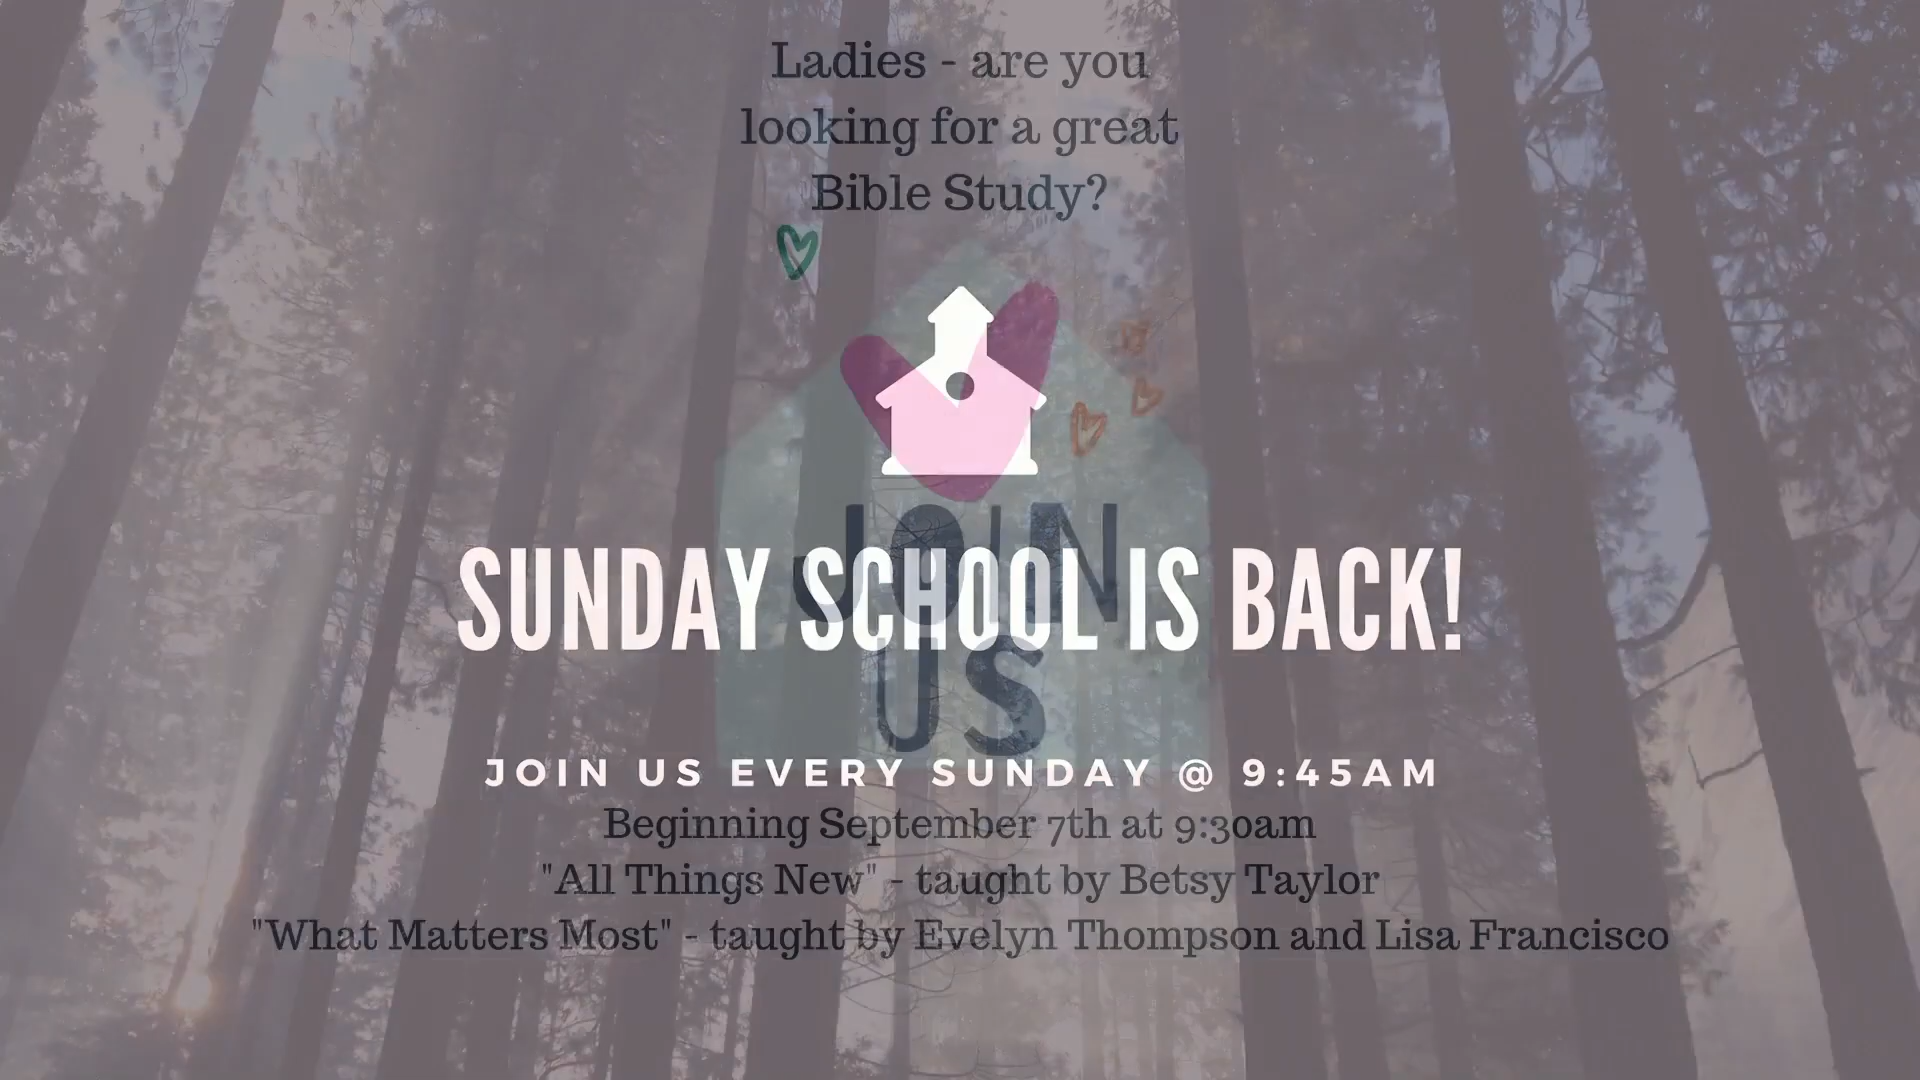 Ladies - are you
looking for a great
Bible Study?
JOIN
US
SUNDAY SCHOOL IS BACK!
JOIN US EVERY SUNDAY @ 9:45AM
Beginning September 7th at 9:30am
"All Things New" - taught by Betsy Taylor
"What Matters Most" - taught by Evelyn Thompson and Lisa Francisco